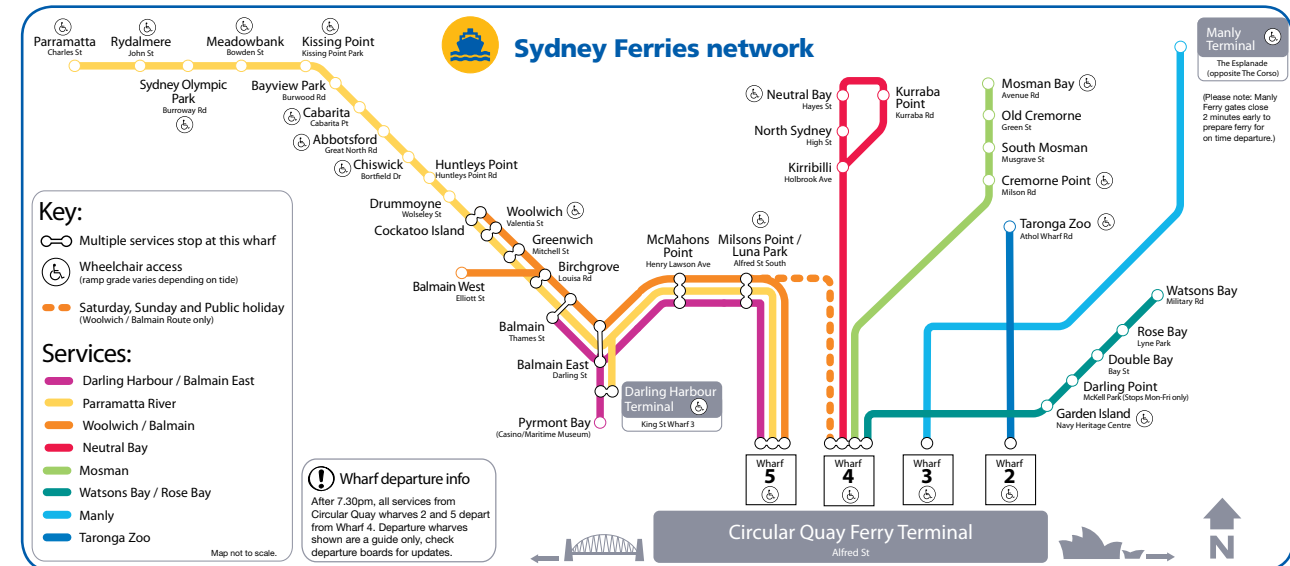 Sydney Ferries network
Parramatta
Charles St
Rydalmere
John St
Sydney Olympic
Park
Burroway Rd
Meadowbank
Bowden St
Kissing Point
Kissing Point Park
Bayview Park
Burwood Rd
Cabarita
Cabarita Pt
Abbotsford
Great North Rd
Chiswick
Bortfield Dr
Huntleys Point
Huntleys Point Rd
Drummoyne
Wolseley St
Cockatoo Island
Woolwich
Valentia St
Greenwich
Mitchell St
Birchgrove
Louisa Rd
Balmain West
Elliott St
Balmain
Thames St
Balmain East
Darling St
Darling Harbour
Terminal
King St Wharf 3
Pyrmont Bay
(Casino/Maritime Museum)
McMahons
Point
Henry Lawson Ave
Milsons Point /
Luna Park
Alfred St South
Neutral Bay
Hayes St
Kurraba
Point
Kurraba Rd
North Sydney
High St
Kirribilli
Holbrook Ave
Mosman Bay
Avenue Rd
Old Cremorne
Green St
South Mosman
Musgrave St
Cremorne Point
Milson Rd
Taronga Zoo
Athol Wharf Rd
Manly
Terminal
The Esplanade
(opposite The Corso)
(Please note: Manly
Ferry gates close
2 minutes early to
prepare ferry for
on time departure.)
Watsons Bay
Military Rd
Rose Bay
Lyne Park
Double Bay
Bay St
Darling Point
McKell Park(Stops Mon-Fri only)
Garden Island
Navy Heritage Centre
Key:
Multiple services stop at this wharf
Wheelchair access
(ramp grade varies depending on tide)
Saturday, Sunday and Public holiday
(Woolwich / Balmain Route only)
Services:
Darling Harbour / Balmain East
Parramatta River
Woolwich / Balmain
Neutral Bay
Mosman
Watsons Bay / Rose Bay
Manly
Taronga Zoo
Map not to scale.
! Wharf departure info
After 7.30pm, all services from
Circular Quay wharves 2 and 5 depart
from Wharf 4. Departure wharves
shown are a guide only, check
departure boards for updates.
Wharf
5
Wharf
4
Wharf
3
Wharf
2
Circular Quay Ferry Terminal
Alfred St
N